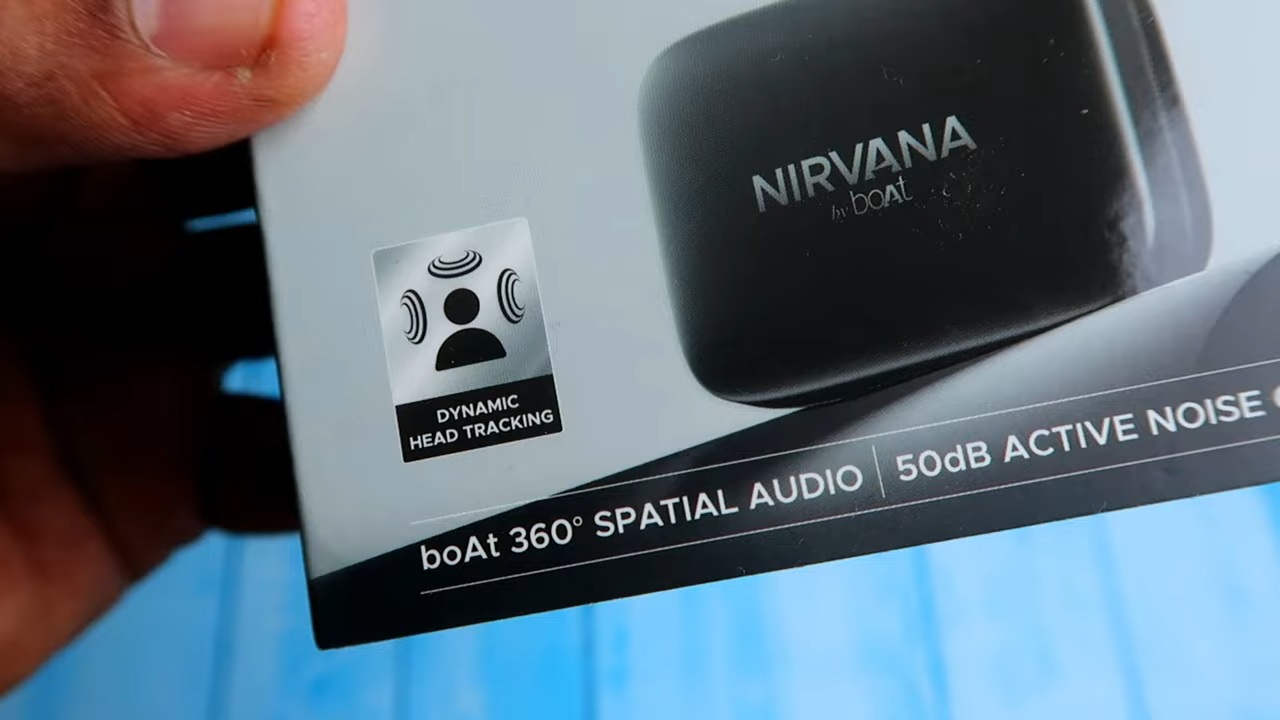 NIRVANA
by boAt
DYNAMIC
HEAD TRACKING
boAt 360° SPATIAL AUDIO | 50dB ACTIVE NOISE